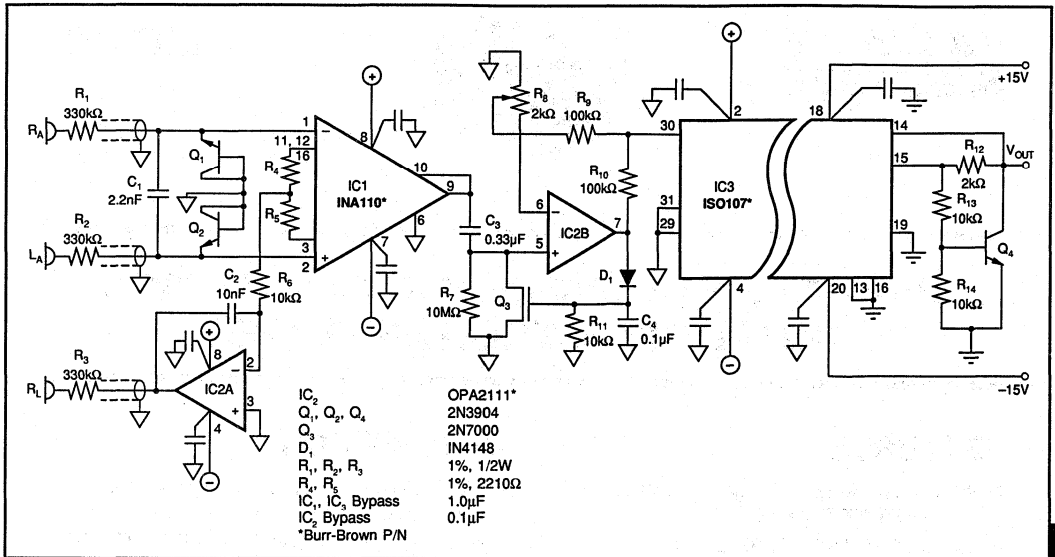 R1
330kΩ
RA
C1
2.2nF
R2
330kΩ
LA
Q1
Q2
1
11, 12
16
R4
R5
3
2
−
+
IC1
INA110*
8
+
10
9
6
7
−
C2
10nF
R6
10kΩ
R3
330kΩ
RL
IC2A
+
8
2
−
3
+
4
−
C3
0.33µF
R7
10MΩ
Q3
R8
2kΩ
R9
100kΩ
R10
100kΩ
6
−
5
+
IC2B
7
D1
R11
10kΩ
C4
0.1µF
+
2
30
31
29
IC3
ISO107*
4
−
18
14
15
19
20
13
16
+15V
VOUT
R12
2kΩ
R13
10kΩ
Q4
R14
10kΩ
−15V
IC2 OPA2111*
Q1, Q2, Q4 2N3904
Q3 2N7000
D1 IN4148
R1, R2, R3 1%, 1/2W
R4, R5 1%, 2210Ω
IC1, IC3 Bypass 1.0µF
IC2 Bypass 0.1µF
*Burr-Brown P/N